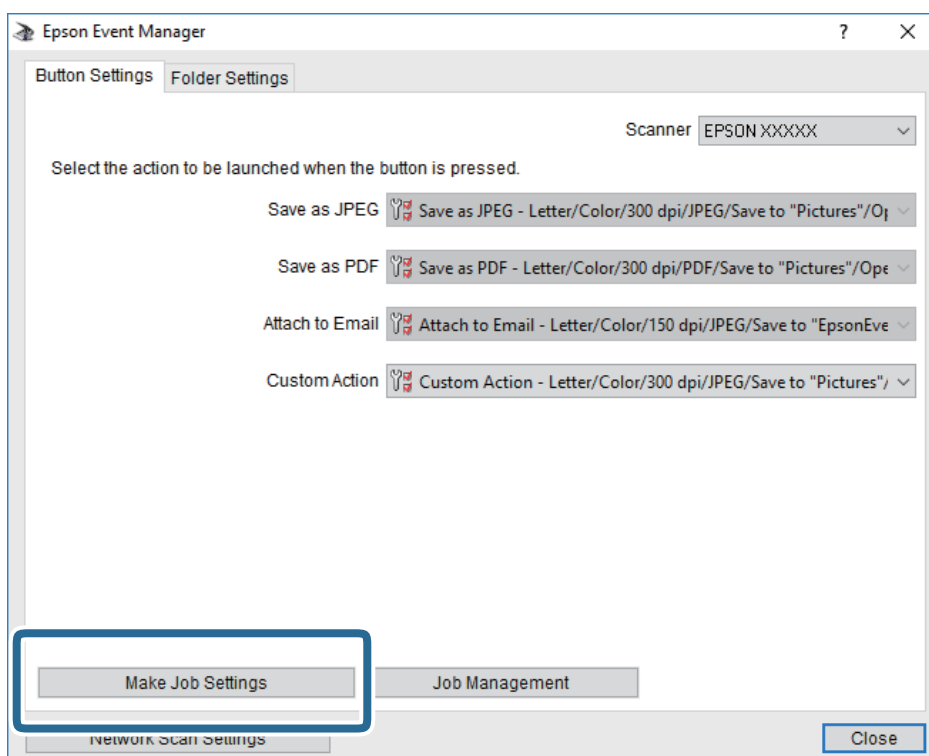 Epson Event Manager
?
Button Settings Folder Settings
Scanner EPSON XXXXX
Select the action to be launched when the button is pressed.
Save as JPEG Save as JPEG - Letter/Color/300 dpi/JPEG/Save to "Pictures"/Op
Save as PDF Save as PDF - Letter/Color/300 dpi/PDF/Save to "Pictures"/Ope
Attach to Email Attach to Email - Letter/Color/150 dpi/JPEG/Save to "EpsonEve
Custom Action Custom Action - Letter/Color/300 dpi/JPEG/Save to "Pictures"/
Make Job Settings Job Management
Network Scan Settings Close